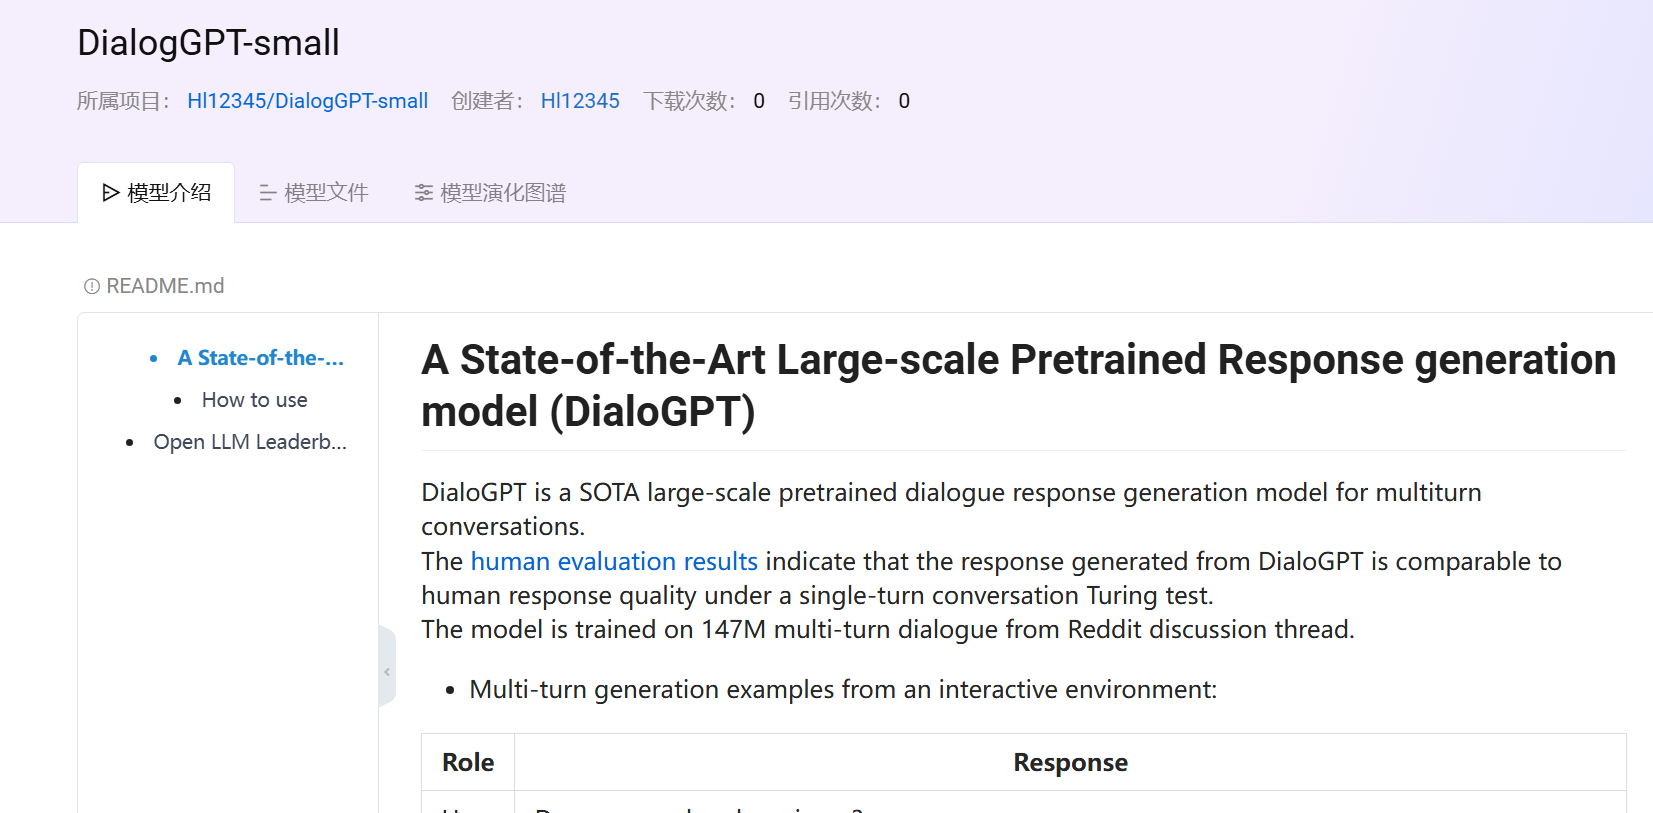 DialogGPT-small
所属项目： Hl12345/DialogGPT-small 创建者： Hl12345 下载次数： 0 引用次数： 0
模型介绍 模型文件 模型演化图谱
README.md
A State-of-the-...
How to use
Open LLM Leaderb...
A State-of-the-Art Large-scale Pretrained Response generation
model (DialoGPT)
DialoGPT is a SOTA large-scale pretrained dialogue response generation model for multiturn
conversations.
The human evaluation results indicate that the response generated from DialoGPT is comparable to
human response quality under a single-turn conversation Turing test.
The model is trained on 147M multi-turn dialogue from Reddit discussion thread.
Multi-turn generation examples from an interactive environment:
Role Response